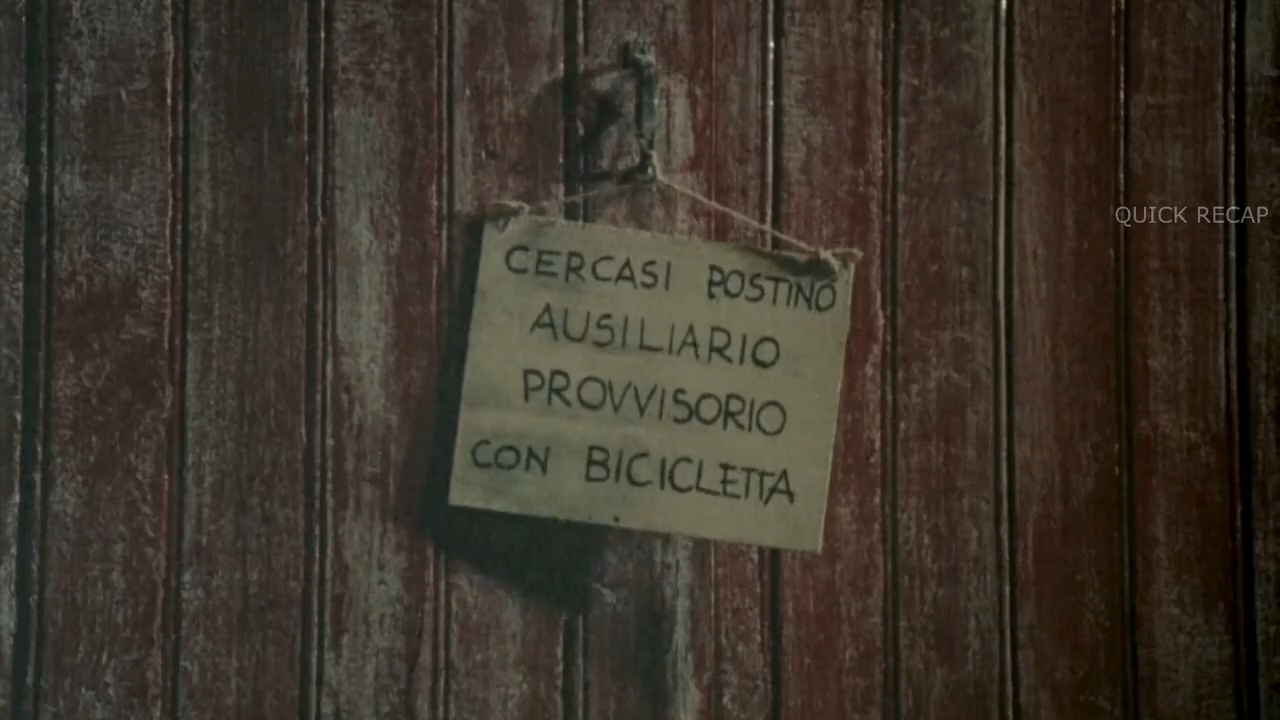 CERCASI POSTINO
AUSILIARIO
PROVVISORIO
CON BICICLETTA
QUICK RECAP